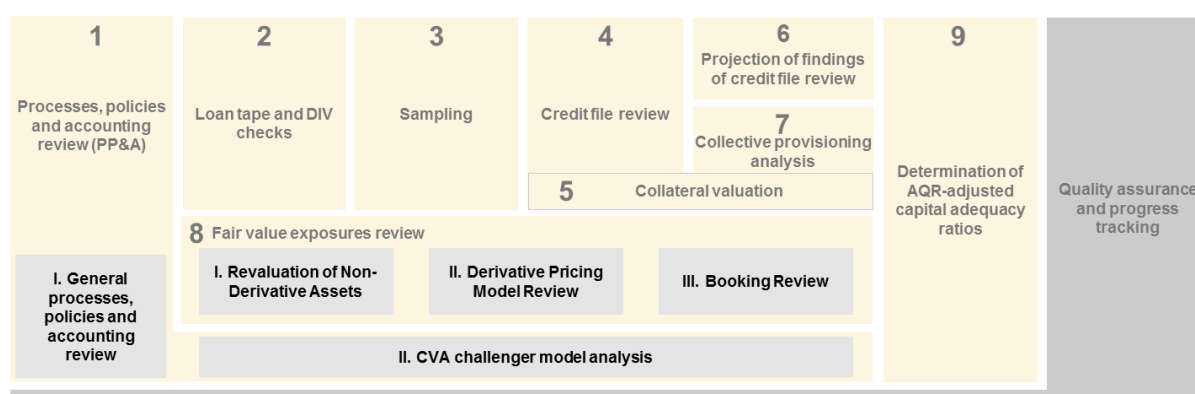 1
Processes, policies
and accounting
review (PP&A)
I. General
processes,
policies and
accounting
review
2
Loan tape and DIV
checks
3
Sampling
4
Credit file review
6
Projection of findings
of credit file review
7
Collective provisioning
analysis
5 Collateral valuation
8 Fair value exposures review
I. Revaluation of Non-
Derivative Assets
II. Derivative Pricing
Model Review
III. Booking Review
II. CVA challenger model analysis
9
Determination of
AQR-adjusted
capital adequacy
ratios
Quality assurance
and progress
tracking